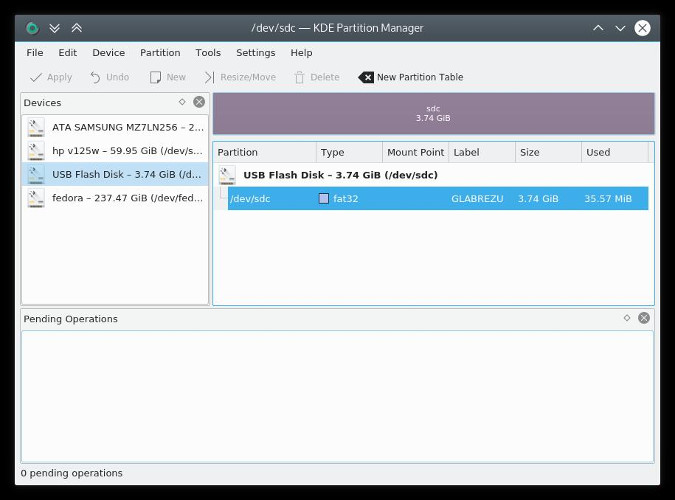 /dev/sdc — KDE Partition Manager
File Edit Device Partition Tools Settings Help
Apply Undo New Resize/Move Delete New Partition Table
Devices
ATA SAMSUNG MZ7LN256 – 2...
hp v125w – 59.95 GiB (/dev/s...
USB Flash Disk – 3.74 GiB (/d...
fedora – 237.47 GiB (/dev/fed...
sdc
3.74 GiB
Partition Type Mount Point Label Size Used
USB Flash Disk – 3.74 GiB (/dev/sdc)
/dev/sdc fat32 GLABREZU 3.74 GiB 35.57 MiB
Pending Operations
0 pending operations